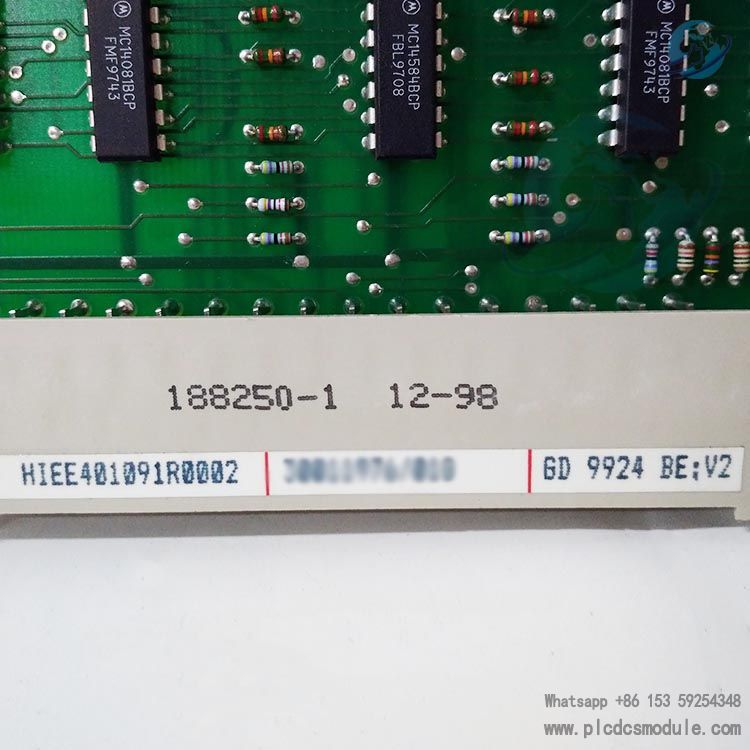 MC14081BCP
FMF9743
MC14584BCP
FBL9708
MC14081BCP
FMF9743
188250-1 12-98
HIEE401091R0002
GD 9924 BE;V2
Whatsapp +86 153 59254348
www.plcdcsmodule.com